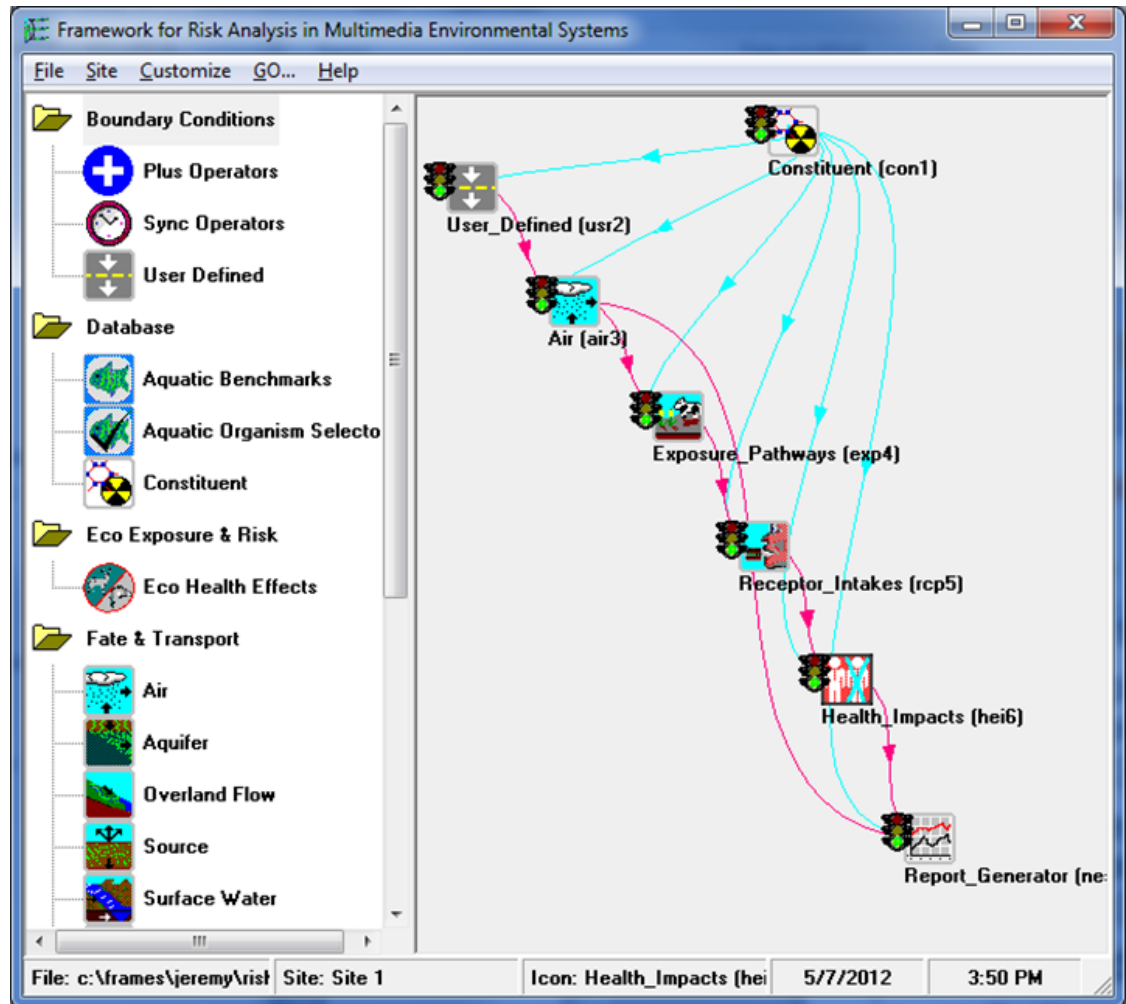 Framework for Risk Analysis in Multimedia Environmental Systems
File Site Customize GO... Help
Boundary Conditions
Plus Operators
Sync Operators
User Defined
Database
Aquatic Benchmarks
Aquatic Organism Selecto
Constituent
Eco Exposure & Risk
Eco Health Effects
Fate & Transport
Air
Aquifer
Overland Flow
Source
Surface Water
Constituent (con1)
User_Defined (usr2)
Air (air3)
Exposure_Pathways (exp4)
Receptor_Intakes (rcp5)
Health_Impacts (hei6)
Report_Generator (ne
File: c:\frames\jeremy\risk Site: Site 1 Icon: Health_Impacts (hei 5/7/2012 3:50 PM